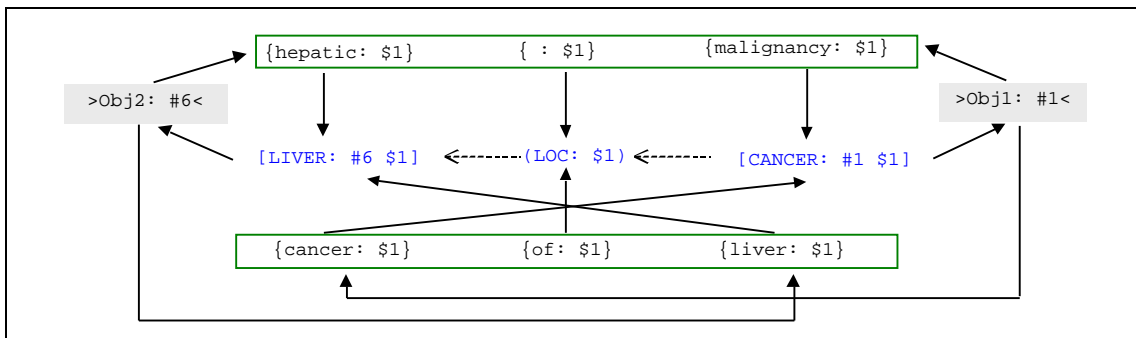 {hepatic: $1} { : $1} {malignancy: $1}
>Obj2: #6< >Obj1: #1<
[LIVER: #6 $1] (LOC: $1) [CANCER: #1 $1]
{cancer: $1} {of: $1} {liver: $1}